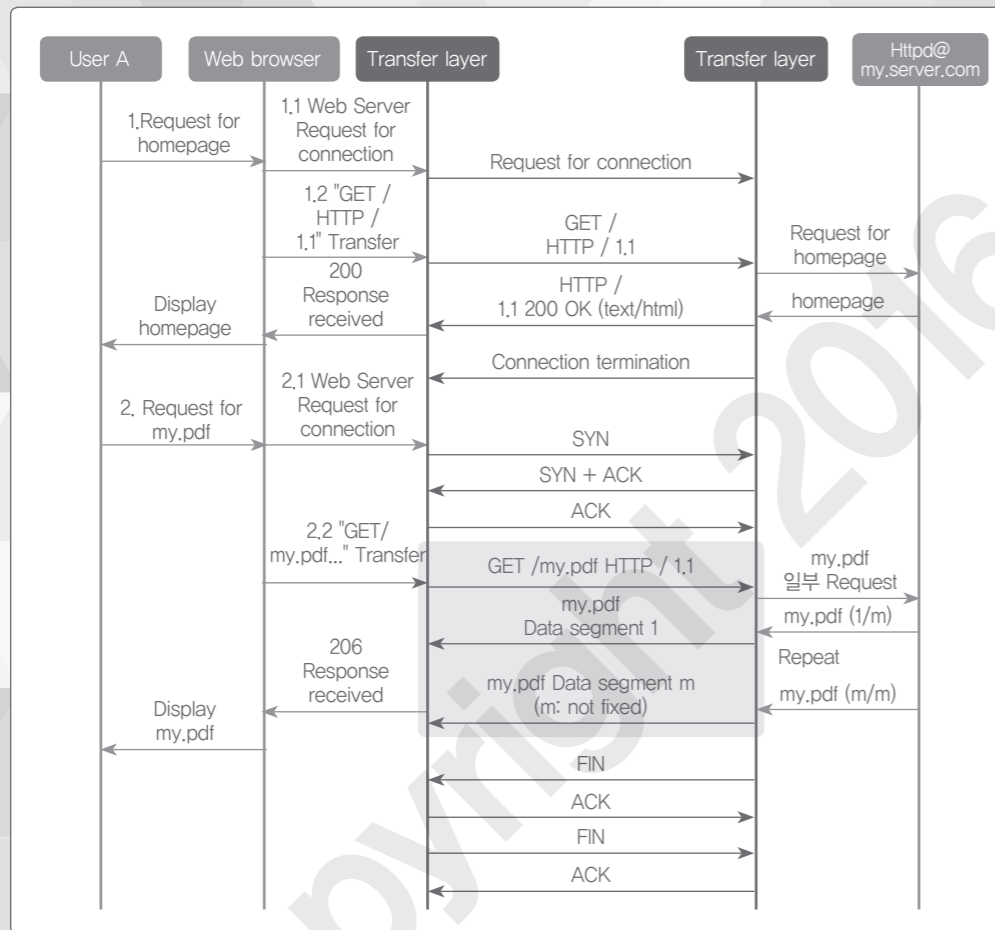 User A
Web browser
Transfer layer
Transfer layer
Httpd@
my.server.com
1.Request for
homepage
1.1 Web Server
Request for
connection
Request for connection
1.2 "GET /
HTTP /
1.1" Transfer
GET /
HTTP / 1.1
Request for
homepage
200
Response
received
HTTP /
1.1 200 OK (text/html)
homepage
Display
homepage
Connection termination
2.1 Web Server
Request for
connection
2. Request for
my.pdf
SYN
SYN + ACK
ACK
2.2 "GET/
my.pdf..." Transfer
GET /my.pdf HTTP / 1.1
my.pdf
일부 Request
my.pdf
Data segment 1
my.pdf (1/m)
206
Response
received
Repeat
my.pdf Data segment m
(m: not fixed)
my.pdf (m/m)
Display
my.pdf
FIN
ACK
FIN
ACK
pyright 2016